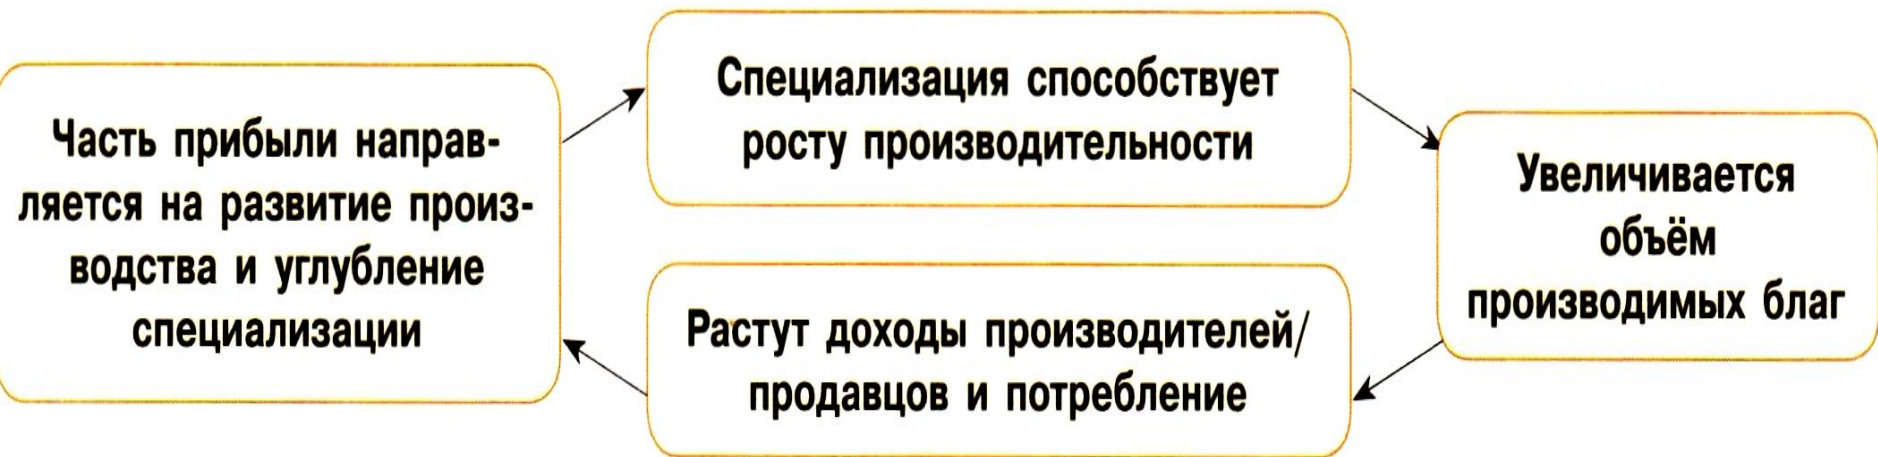 Часть прибыли направ-
ляется на развитие произ-
водства и углубление
специализации
Специализация способствует
росту производительности
Увеличивается
объём
производимых благ
Растут доходы производителей/
продавцов и потребление